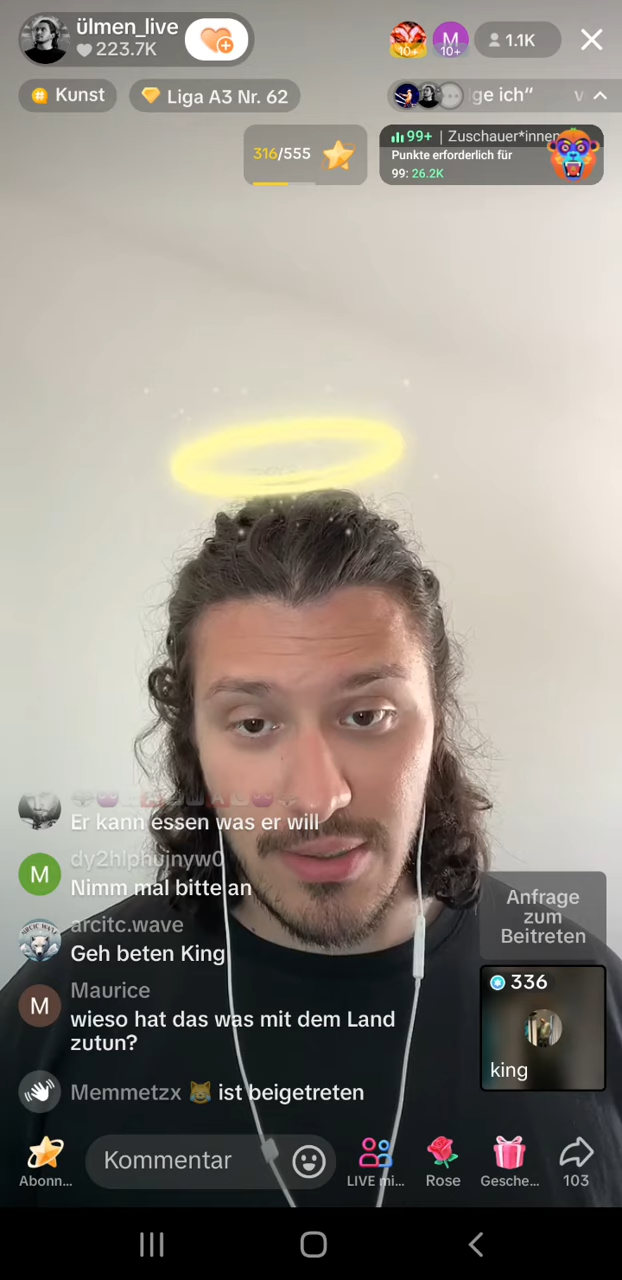 ülmen_live
223.7K
10+
M
10+
1.1K
Kunst
Liga A3 Nr. 62
ge ich“
316/555
99+ | Zuschauer*innen
Punkte erforderlich für
99: 26.2K
Er kann essen was er will
M
dy2hlphujnyw0
Nimm mal bitte an
arcitc.wave
Geh beten King
M
Maurice
wieso hat das was mit dem Land
zutun?
Memmetzx 😹 ist beigetreten
Anfrage
zum
Beitreten
336
king
Abonn...
Kommentar
LIVE mi...
Rose
Gesche...
103